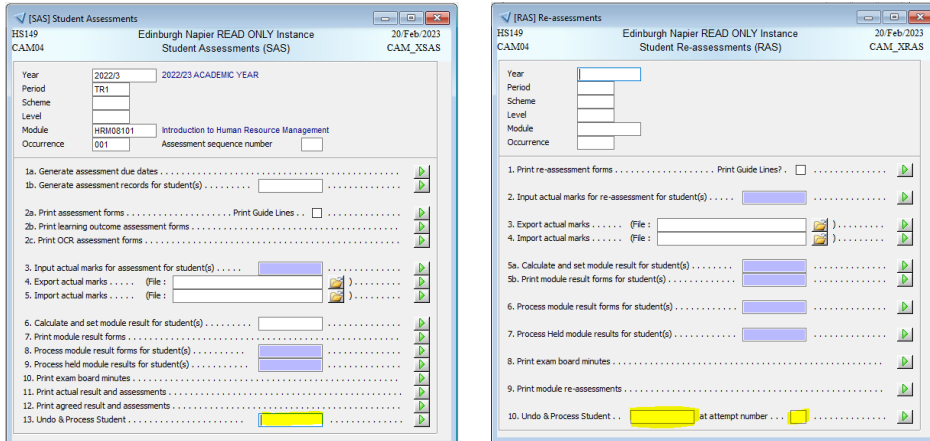 [SAS] Student Assessments
HS149 Edinburgh Napier READ ONLY Instance 20/Feb/2023
CAM04 Student Assessments (SAS) CAM_XSAS
Year 2022/3 2022/23 ACADEMIC YEAR
Period TR1
Scheme
Level
Module HRM08101 Introduction to Human Resource Management
Occurrence 001 Assessment sequence number
1a. Generate assessment due dates
1b. Generate assessment records for student(s)
2a. Print assessment forms Print Guide Lines
2b. Print learning outcome assessment forms
2c. Print OCR assessment forms
3. Input actual marks for assessment for student(s)
4. Export actual marks (File : )
5. Import actual marks (File : )
6. Calculate and set module result for student(s)
7. Print module result forms
8. Process module result forms for student(s)
9. Process held module results for student(s)
10. Print exam board minutes
11. Print actual result and assessments
12. Print agreed result and assessments
13. Undo & Process Student
[RAS] Re-assessments
HS149 Edinburgh Napier READ ONLY Instance 20/Feb/2023
CAM04 Student Re-assessments (RAS) CAM_XRAS
Year
Period
Scheme
Level
Module
Occurrence
1. Print re-assessment forms Print Guide Lines?
2. Input actual marks for re-assessment for student(s)
3. Export actual marks (File : )
4. Import actual marks (File : )
5a. Calculate and set module result for student(s)
5b. Print module result forms for student(s)
6. Process module result forms for student(s)
7. Process Held module results for student(s)
8. Print exam board minutes
9. Print module re-assessments
10. Undo & Process Student at attempt number